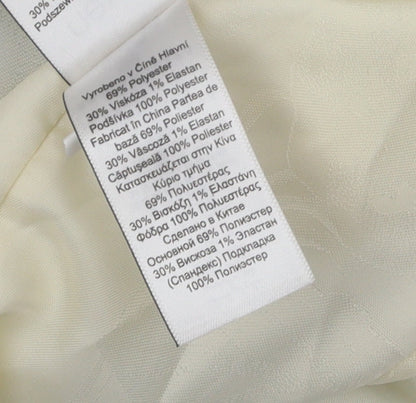 30%
Podszew
Vyrobeno v Číně Hlavní
69% Polyester
30% Viskóza 1% Elastan
Podšívka 100% Polyester
Fabricat în China Partea de
bază 69% Poliester
30% Vâscoză 1% Elastan
Căptușeală 100% Poliester
Κατασκευάζεται στην Κίνα
Κύριο τμήμα
69% Πολυεστέρας
30% Βισκόζη 1% Ελαστάνη
Φόδρα 100% Πολυεστέρας
Сделано в Китае
Основной 69% Полиэстер
30% Вискоза 1% Эластан
(Спандекс) Подкладка
100% Полиэстер